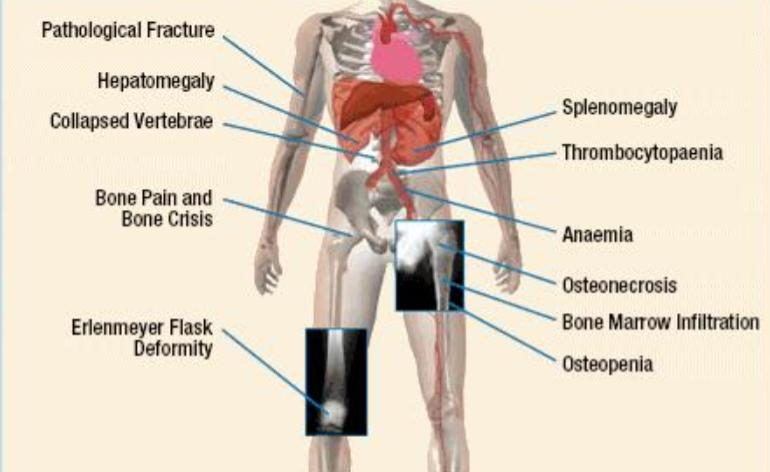 Pathological Fracture
Hepatomegaly
Collapsed Vertebrae
Bone Pain and
Bone Crisis
Erlenmeyer Flask
Deformity
Splenomegaly
Thrombocytopaenia
Anaemia
Osteonecrosis
Bone Marrow Infiltration
Osteopenia